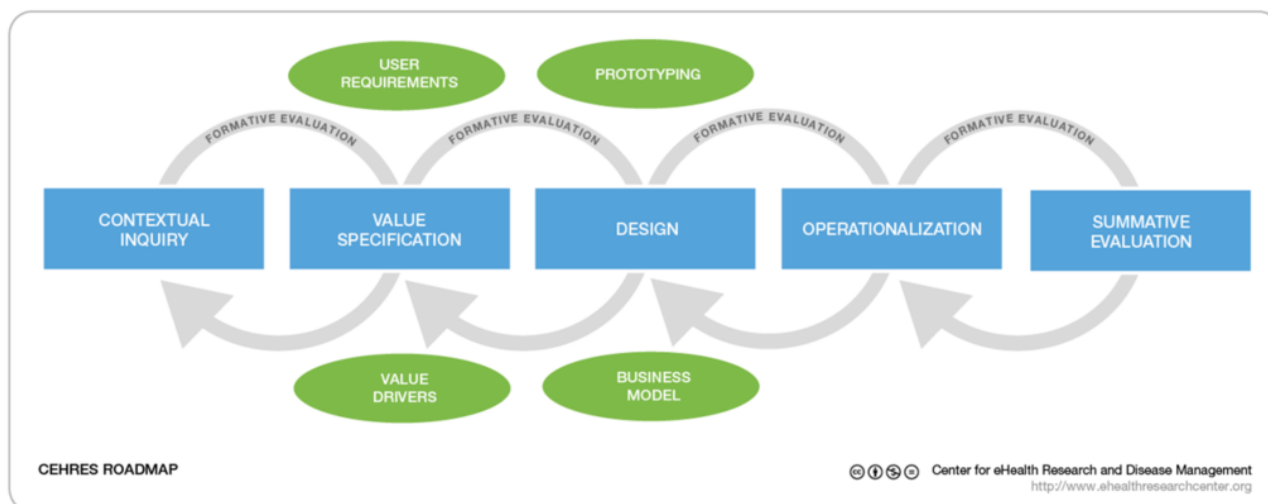 USER
REQUIREMENTS
PROTOTYPING
FORMATIVE EVALUATION
FORMATIVE EVALUATION
FORMATIVE EVALUATION
FORMATIVE EVALUATION
CONTEXTUAL
INQUIRY
VALUE
SPECIFICATION
DESIGN
OPERATIONALIZATION
SUMMATIVE
EVALUATION
VALUE
DRIVERS
BUSINESS
MODEL
CEHRES ROADMAP
Center for eHealth Research and Disease Management
http://www.ehealthresearchcenter.org